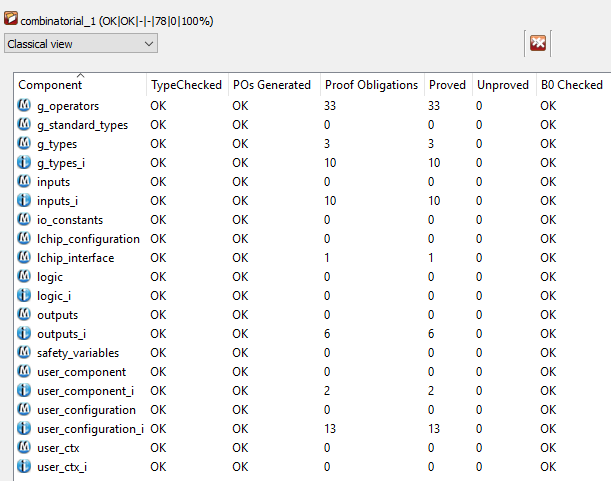 combinatorial_1 (OK|OK|-|-|78|0|100%)
Classical view
Component TypeChecked POs Generated Proof Obligations Proved Unproved B0 Checked
M g_operators OK OK 33 33 0 OK
M g_standard_types OK OK 0 0 0 OK
M g_types OK OK 3 3 0 OK
i g_types_i OK OK 10 10 0 OK
M inputs OK OK 0 0 0 OK
i inputs_i OK OK 10 10 0 OK
M io_constants OK OK 0 0 0 OK
M lchip_configuration OK OK 0 0 0 OK
M lchip_interface OK OK 1 1 0 OK
M logic OK OK 0 0 0 OK
i logic_i OK OK 0 0 0 OK
M outputs OK OK 0 0 0 OK
i outputs_i OK OK 6 6 0 OK
M safety_variables OK OK 0 0 0 OK
M user_component OK OK 0 0 0 OK
i user_component_i OK OK 2 2 0 OK
M user_configuration OK OK 0 0 0 OK
i user_configuration_i OK OK 13 13 0 OK
M user_ctx OK OK 0 0 0 OK
i user_ctx_i OK OK 0 0 0 OK